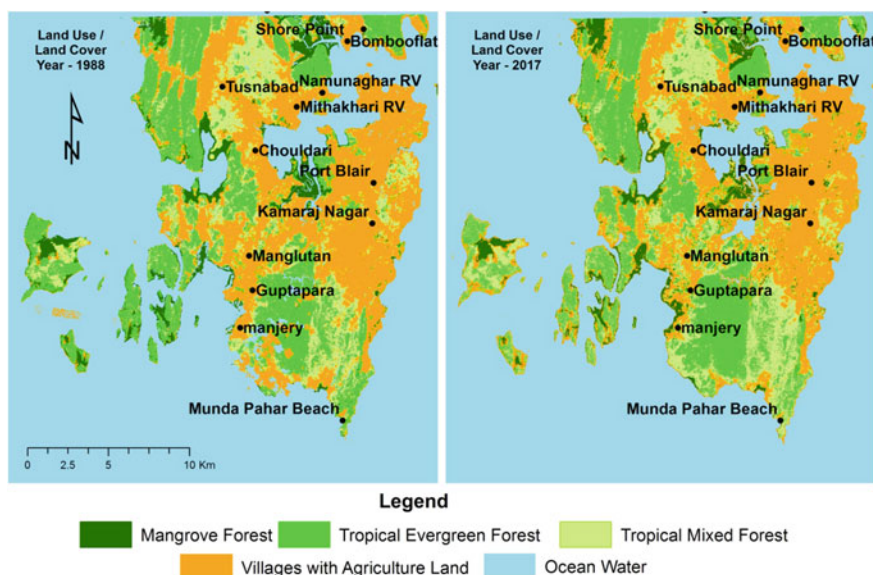 Land Use /
Land Cover
Year - 1988
N
Shore Point
Bombooflat
Tusnabad
Namunaghar RV
Mithakhari RV
Chouldari
Port Blair
Kamaraj Nagar
Manglutan
Guptapara
manjery
Munda Pahar Beach
0 2.5 5 10 Km
Land Use /
Land Cover
Year - 2017
Shore Point
Bombooflat
Tusnabad
Namunaghar RV
Mithakhari RV
Chouldari
Port Blair
Kamaraj Nagar
Manglutan
Guptapara
manjery
Munda Pahar Beach
Legend
Mangrove Forest
Tropical Evergreen Forest
Tropical Mixed Forest
Villages with Agriculture Land
Ocean Water